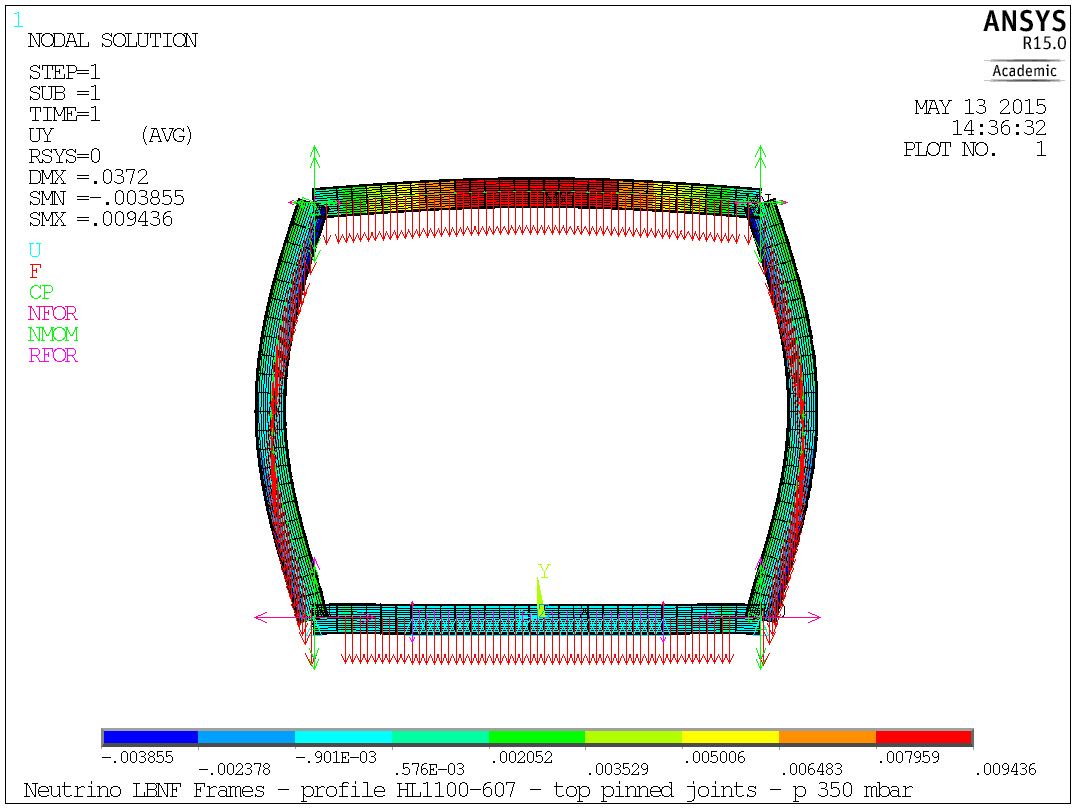 1
NODAL SOLUTION
STEP=1
SUB =1
TIME=1
UY (AVG)
RSYS=0
DMX =.0372
SMN =-.003855
SMX =.009436
U
F
CP
NFOR
NMOM
RFOR
ANSYS
R15.0
Academic
MAY 13 2015
14:36:32
PLOT NO. 1
Y
X
-.003855
-.002378
-.901E-03
.576E-03
.002052
.003529
.005006
.006483
.007959
.009436
Neutrino LBNF Frames - profile HL1100-607 - top pinned joints - p 350 mbar